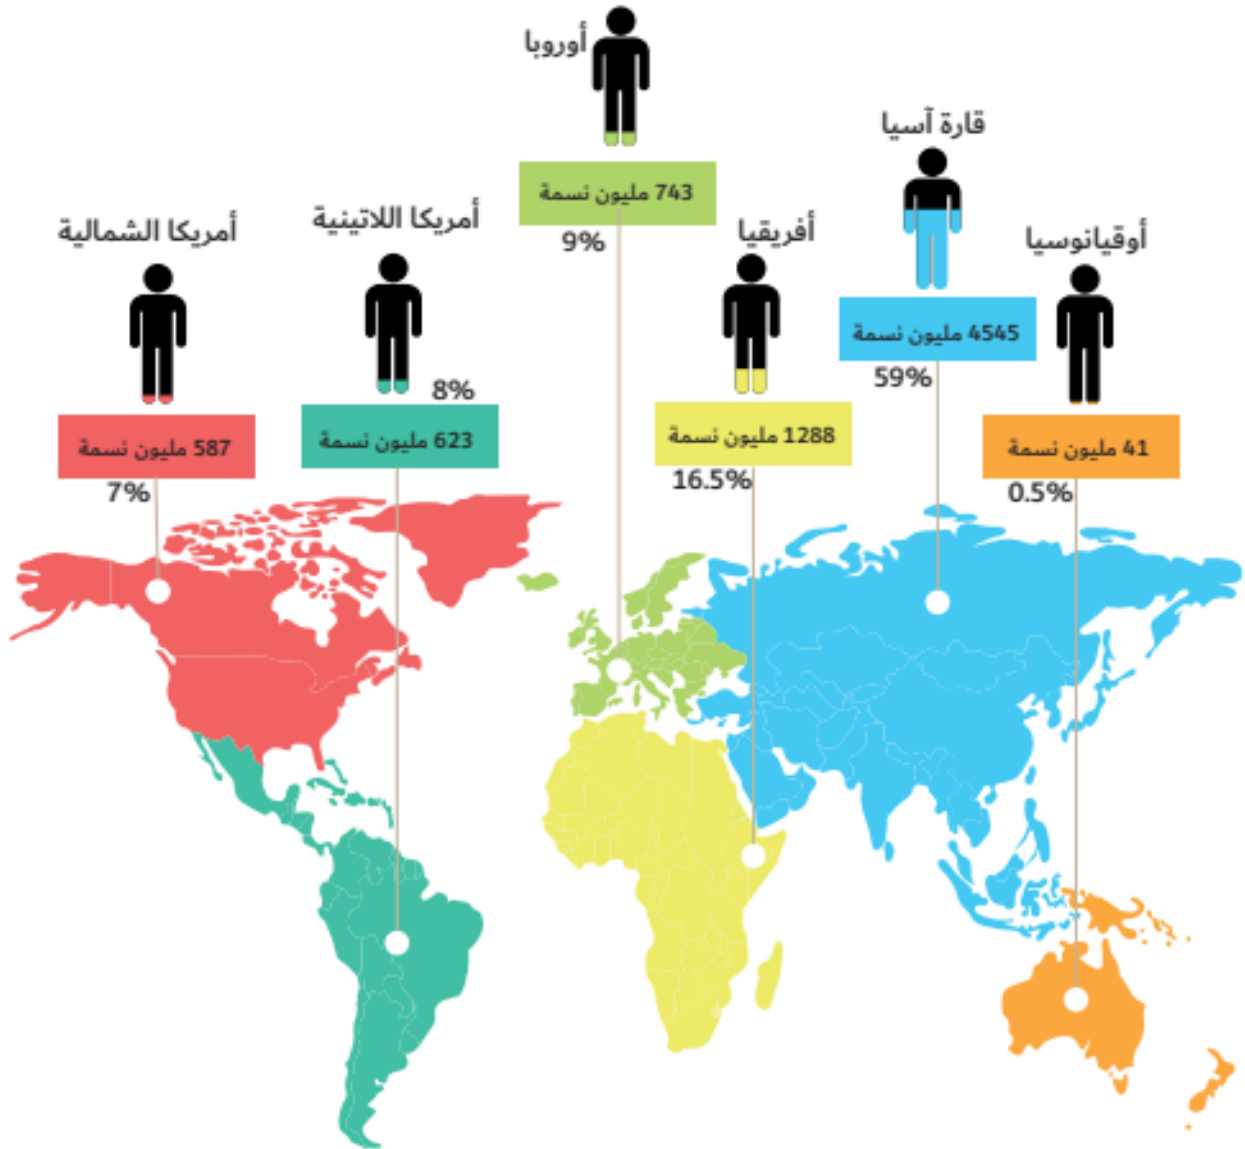 أوروبا
743 مليون نسمة
9%
قارة آسيا
4545 مليون نسمة
59%
أوقيانوسيا
41 مليون نسمة
0.5%
أفريقيا
1288 مليون نسمة
16.5%
أمريكا اللاتينية
8%
623 مليون نسمة
أمريكا الشمالية
587 مليون نسمة
7%